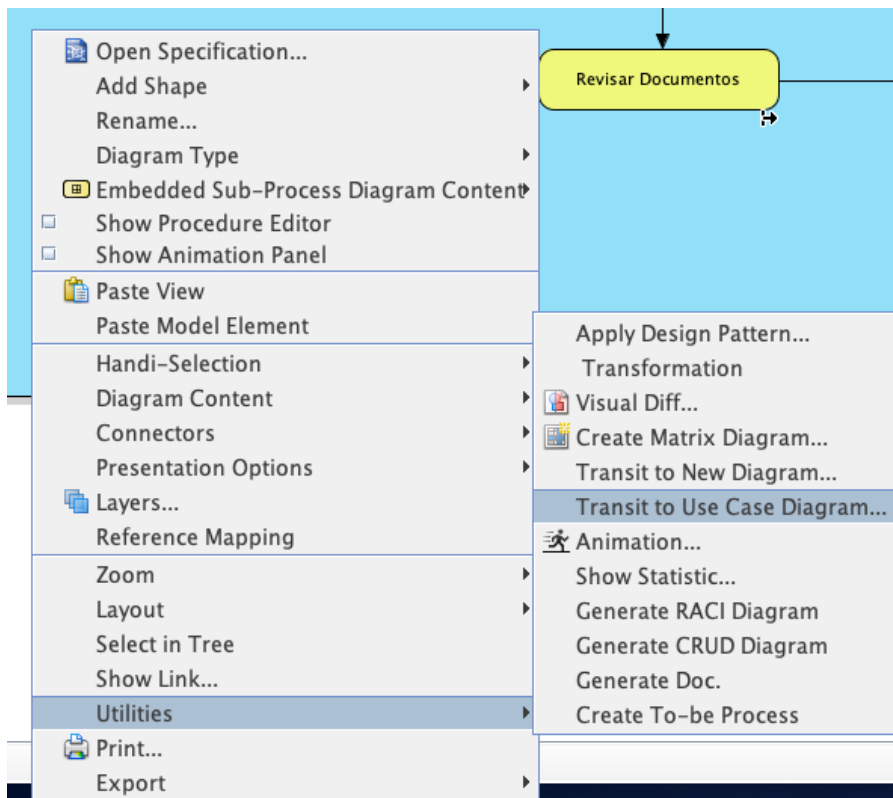 Open Specification...
Add Shape
Rename...
Diagram Type
Embedded Sub-Process Diagram Content
Show Procedure Editor
Show Animation Panel
Paste View
Paste Model Element
Handi-Selection
Diagram Content
Connectors
Presentation Options
Layers...
Reference Mapping
Zoom
Layout
Select in Tree
Show Link...
Utilities
Print...
Export
Revisar Documentos
Apply Design Pattern...
Transformation
Visual Diff...
Create Matrix Diagram...
Transit to New Diagram...
Transit to Use Case Diagram...
Animation...
Show Statistic...
Generate RACI Diagram
Generate CRUD Diagram
Generate Doc.
Create To-be Process